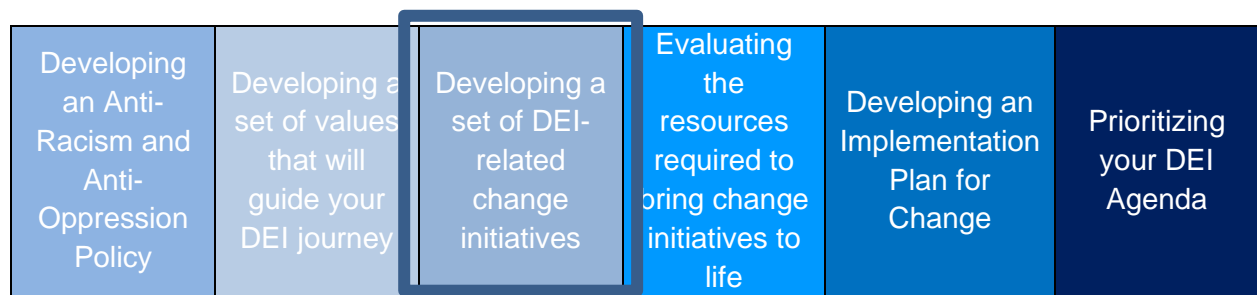 Developing
an Anti-
Racism and
Anti-
Oppression
Policy
Developing a
set of values
that will
guide your
DEI journey
Developing a
set of DEI-
related
change
initiatives
Evaluating
the
resources
required to
bring change
initiatives to
life
Developing an
Implementation
Plan for
Change
Prioritizing
your DEI
Agenda